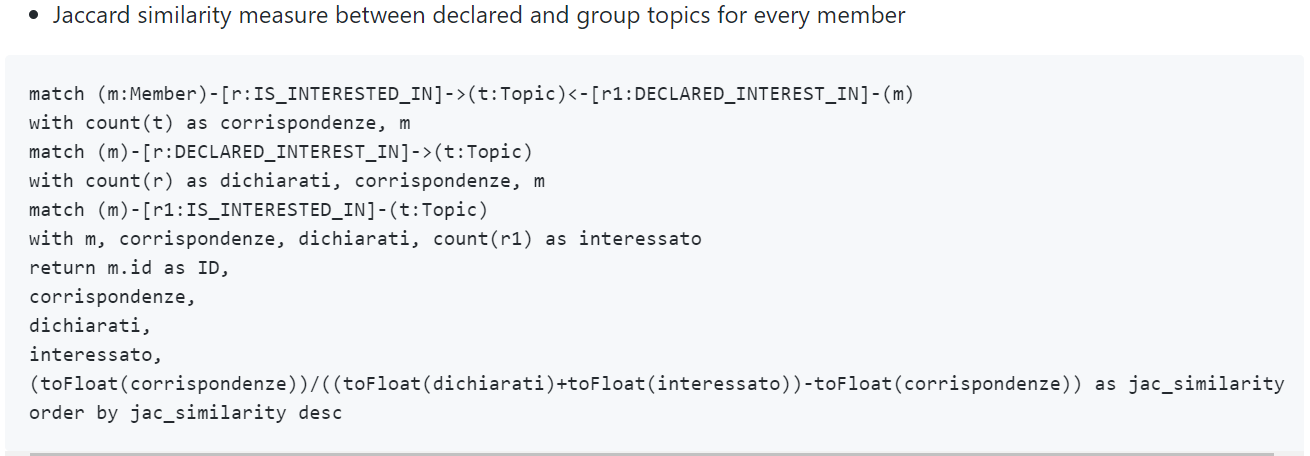 • Jaccard similarity measure between declared and group topics for every member
match (m:Member)-[r:IS_INTERESTED_IN]->(t:Topic)<-[r1:DECLARED_INTEREST_IN]-(m)
with count(t) as corrispondenze, m
match (m)-[r:DECLARED_INTEREST_IN]->(t:Topic)
with count(r) as dichiarati, corrispondenze, m
match (m)-[r1:IS_INTERESTED_IN]-(t:Topic)
with m, corrispondenze, dichiarati, count(r1) as interessato
return m.id as ID,
corrispondenze,
dichiarati,
interessato,
(toFloat(corrispondenze))/((toFloat(dichiarati)+toFloat(interessato))-toFloat(corrispondenze)) as jac_similarity
order by jac_similarity desc